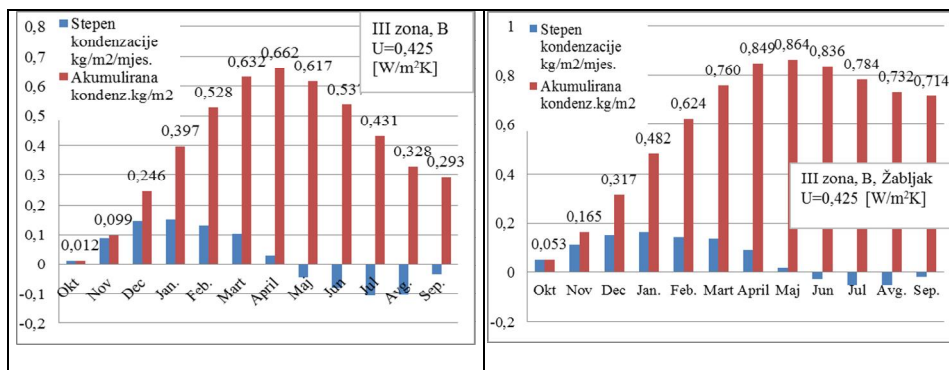 0,8
0,7
0,6
0,5
0,4
0,3
0,2
0,1
0
-0,1
-0,2
Stepen
kondenzacije
kg/m2/mjes.
Akumulirana
kondenz.kg/m2
III zona, B
U=0,425
[W/m²K]
0,012
0,099
0,246
0,397
0,528
0,632
0,662
0,617
0,431
0,328
0,293
Okt
Nov
Dec
Jan.
Feb.
Mart
April
Maj
Jun
Jul
Avg.
Sep.
1
0,8
0,6
0,4
0,2
0
-0,2
Stepen
kondenzacije
kg/m2/mjes.
Akumulirana
kondenz.kg/m2
III zona, B, Žabljak
U=0,425 [W/m²K]
0,053
0,165
0,317
0,482
0,624
0,760
0,849
0,864
0,836
0,784
0,732
0,714
Okt Nov Dec Jan. Feb. Mart April Maj Jun Jul Avg. Sep.